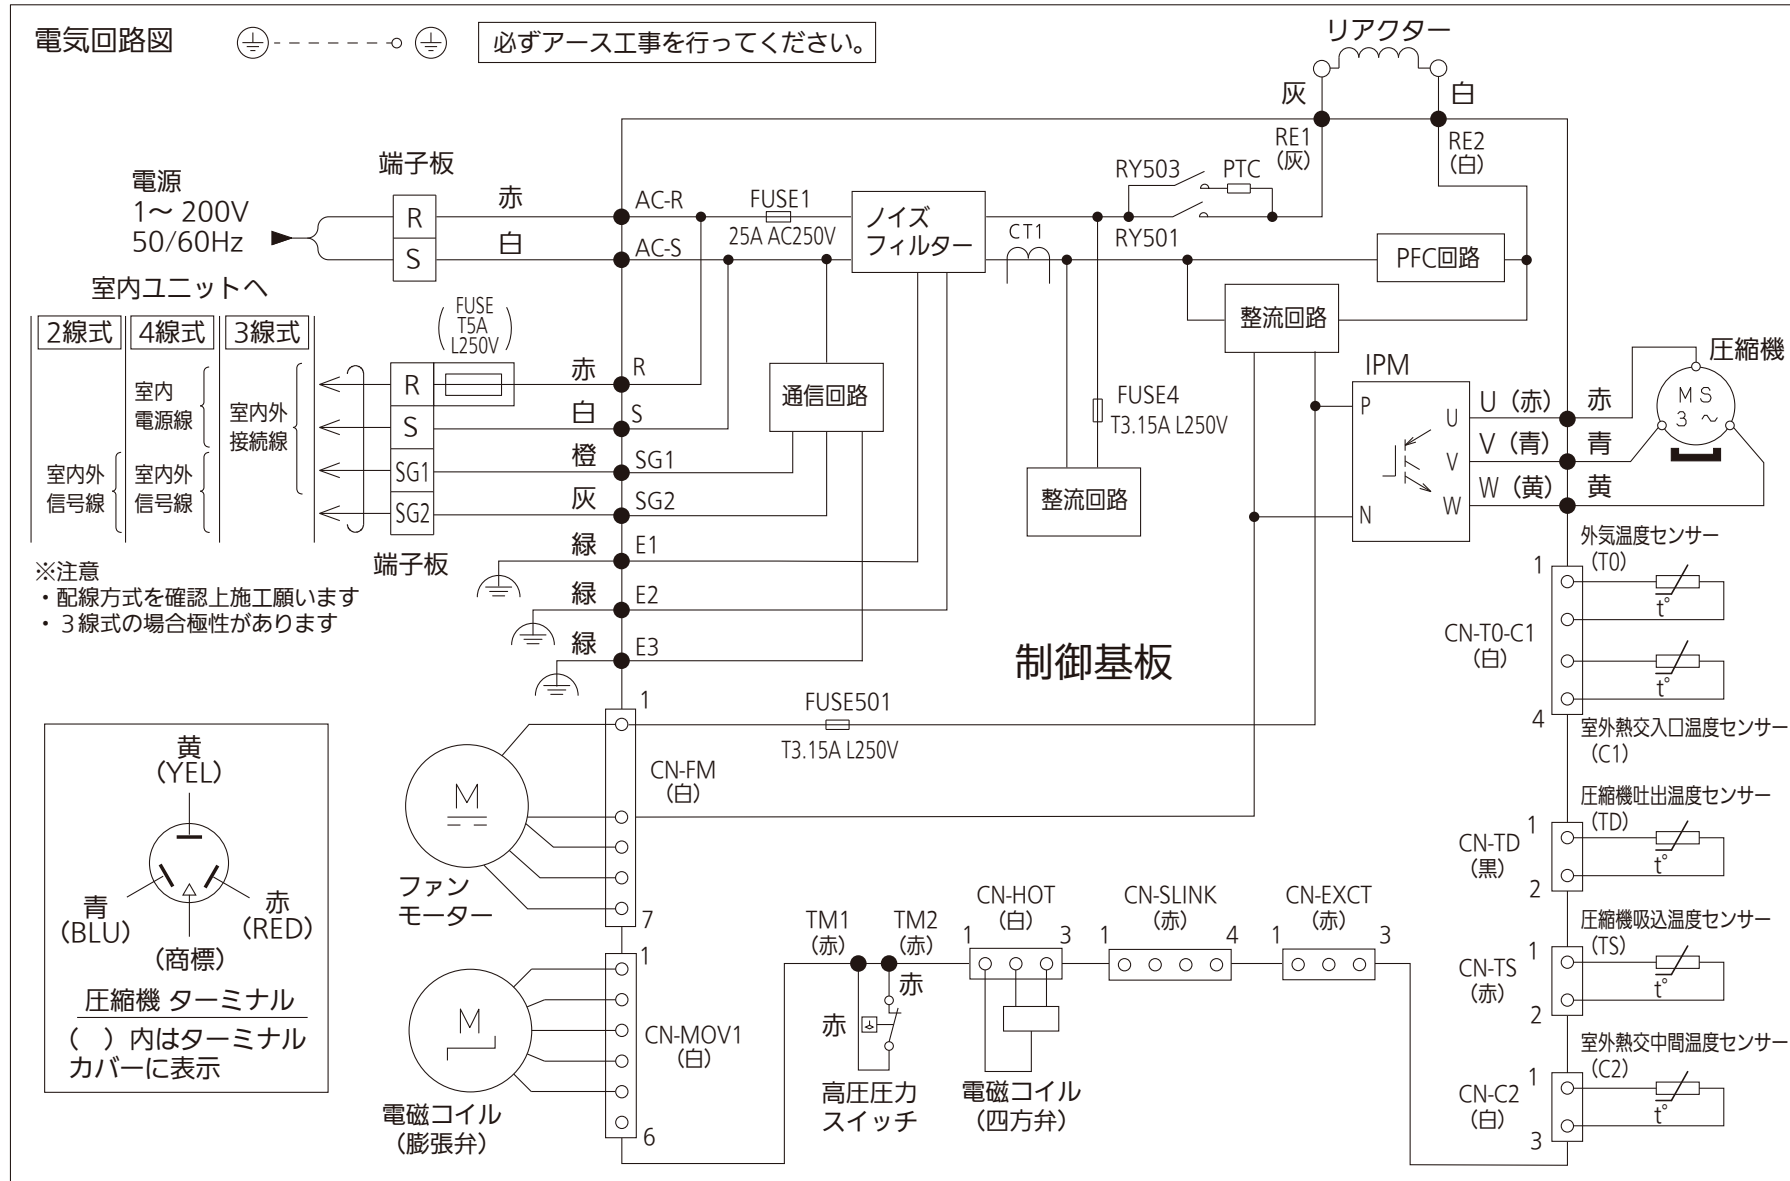 電気回路図
必ずアース工事を行ってください。
リアクター
灰
白
RE1
(灰)
RE2
(白)
端子板
電源
1～ 200V
50/60Hz
R
S
赤
白
AC-R
AC-S
FUSE1
25A AC250V
ノイズ
フィルター
RY503
PTC
RY501
CT1
PFC回路
整流回路
室内ユニットへ
2線式
4線式
3線式
室内
電源線
室内外
接続線
室内外
信号線
室内外
信号線
(FUSE
T5A
L250V)
R
S
SG1
SG2
端子板
赤
白
橙
灰
緑
緑
緑
R
S
SG1
SG2
E1
E2
E3
通信回路
FUSE4
T3.15A L250V
整流回路
IPM
P
N
U
V
W
U (赤)
V (青)
W (黄)
赤
青
黄
圧縮機
MS
3 ～
※注意
・配線方式を確認上施工願います
・３線式の場合極性があります
制御基板
外気温度センサー
(T0)
1
t°
CN-T0-C1
(白)
t°
4
室外熱交入口温度センサー
(C1)
圧縮機吐出温度センサー
(TD)
1
CN-TD
(黒)
t°
2
圧縮機吸込温度センサー
(TS)
1
CN-TS
(赤)
t°
2
室外熱交中間温度センサー
(C2)
1
CN-C2
(白)
t°
3
黄
(YEL)
青
(BLU)
赤
(RED)
(商標)
圧縮機 ターミナル
(　) 内はターミナル
カバーに表示
1
FUSE501
T3.15A L250V
CN-FM
(白)
M
ファン
モーター
7
1
M
CN-MOV1
(白)
6
電磁コイル
(膨張弁)
TM1
(赤)
TM2
(赤)
赤
赤
高圧圧力
スイッチ
CN-HOT
(白)
1
3
電磁コイル
(四方弁)
CN-SLINK
(赤)
1
4
CN-EXCT
(赤)
1
3